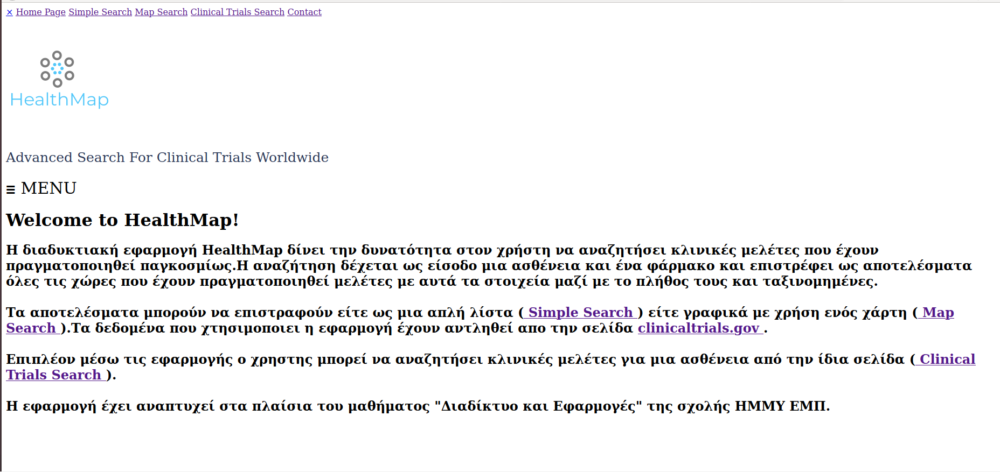 × Home Page Simple Search Map Search Clinical Trials Search Contact
HealthMap
Advanced Search For Clinical Trials Worldwide
≡ MENU
Welcome to HealthMap!
Η διαδυκτιακή εφαρμογή HealthMap δίνει την δυνατότητα στον χρήστη να αναζητήσει κλινικές μελέτες που έχουν
πραγματοποιηθεί παγκοσμίως.Η αναζήτηση δέχεται ως είσοδο μια ασθένεια και ένα φάρμακο και επιστρέφει ως αποτελέσματα
όλες τις χώρες που έχουν πραγματοποιηθεί μελέτες με αυτά τα στοιχεία μαζί με το πλήθος τους και ταξινομημένες.
Τα αποτελέσματα μπορούν να επιστραφούν είτε ως μια απλή λίστα ( Simple Search ) είτε γραφικά με χρήση ενός χάρτη ( Map
Search ).Τα δεδομένα που χτησιμοποιει η εφαρμογή έχουν αντληθεί απο την σελίδα clinicaltrials.gov .
Επιπλέον μέσω τις εφαρμογής ο χρηστης μπορεί να αναζητήσει κλινικές μελέτες για μια ασθένεια από την ίδια σελίδα ( Clinical
Trials Search ).
Η εφαρμογή έχει αναπτυχεί στα πλαίσια του μαθήματος "Διαδίκτυο και Εφαρμογές" της σχολής ΗΜΜΥ ΕΜΠ.